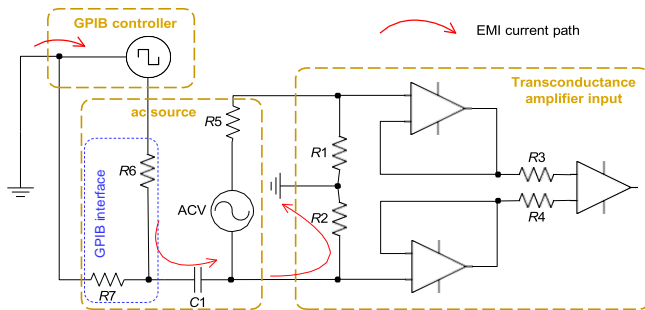 GPIB controller
EMI current path
Transconductance
amplifier input
ac source
R5
R1
R6
R3
GPIB interface
ACV
R2
R4
R7
C1